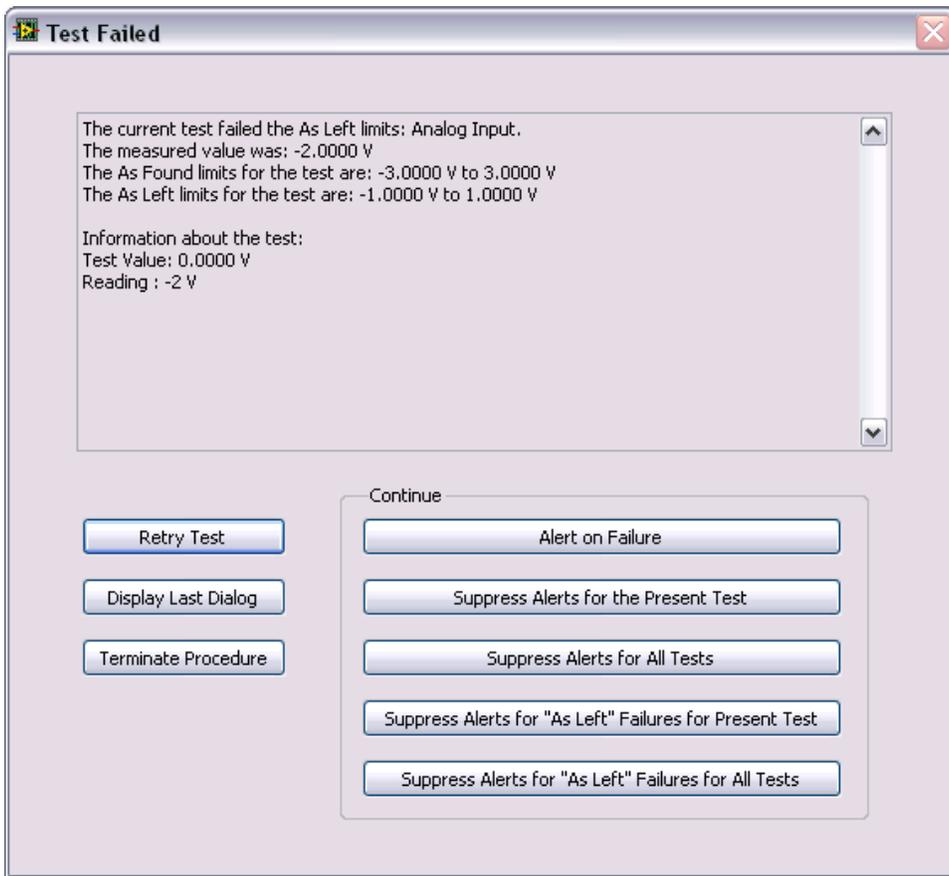 Test Failed
The current test failed the As Left limits: Analog Input.
The measured value was: -2.0000 V
The As Found limits for the test are: -3.0000 V to 3.0000 V
The As Left limits for the test are: -1.0000 V to 1.0000 V
Information about the test:
Test Value: 0.0000 V
Reading : -2 V
Retry Test
Display Last Dialog
Terminate Procedure
Continue
Alert on Failure
Suppress Alerts for the Present Test
Suppress Alerts for All Tests
Suppress Alerts for "As Left" Failures for Present Test
Suppress Alerts for "As Left" Failures for All Tests